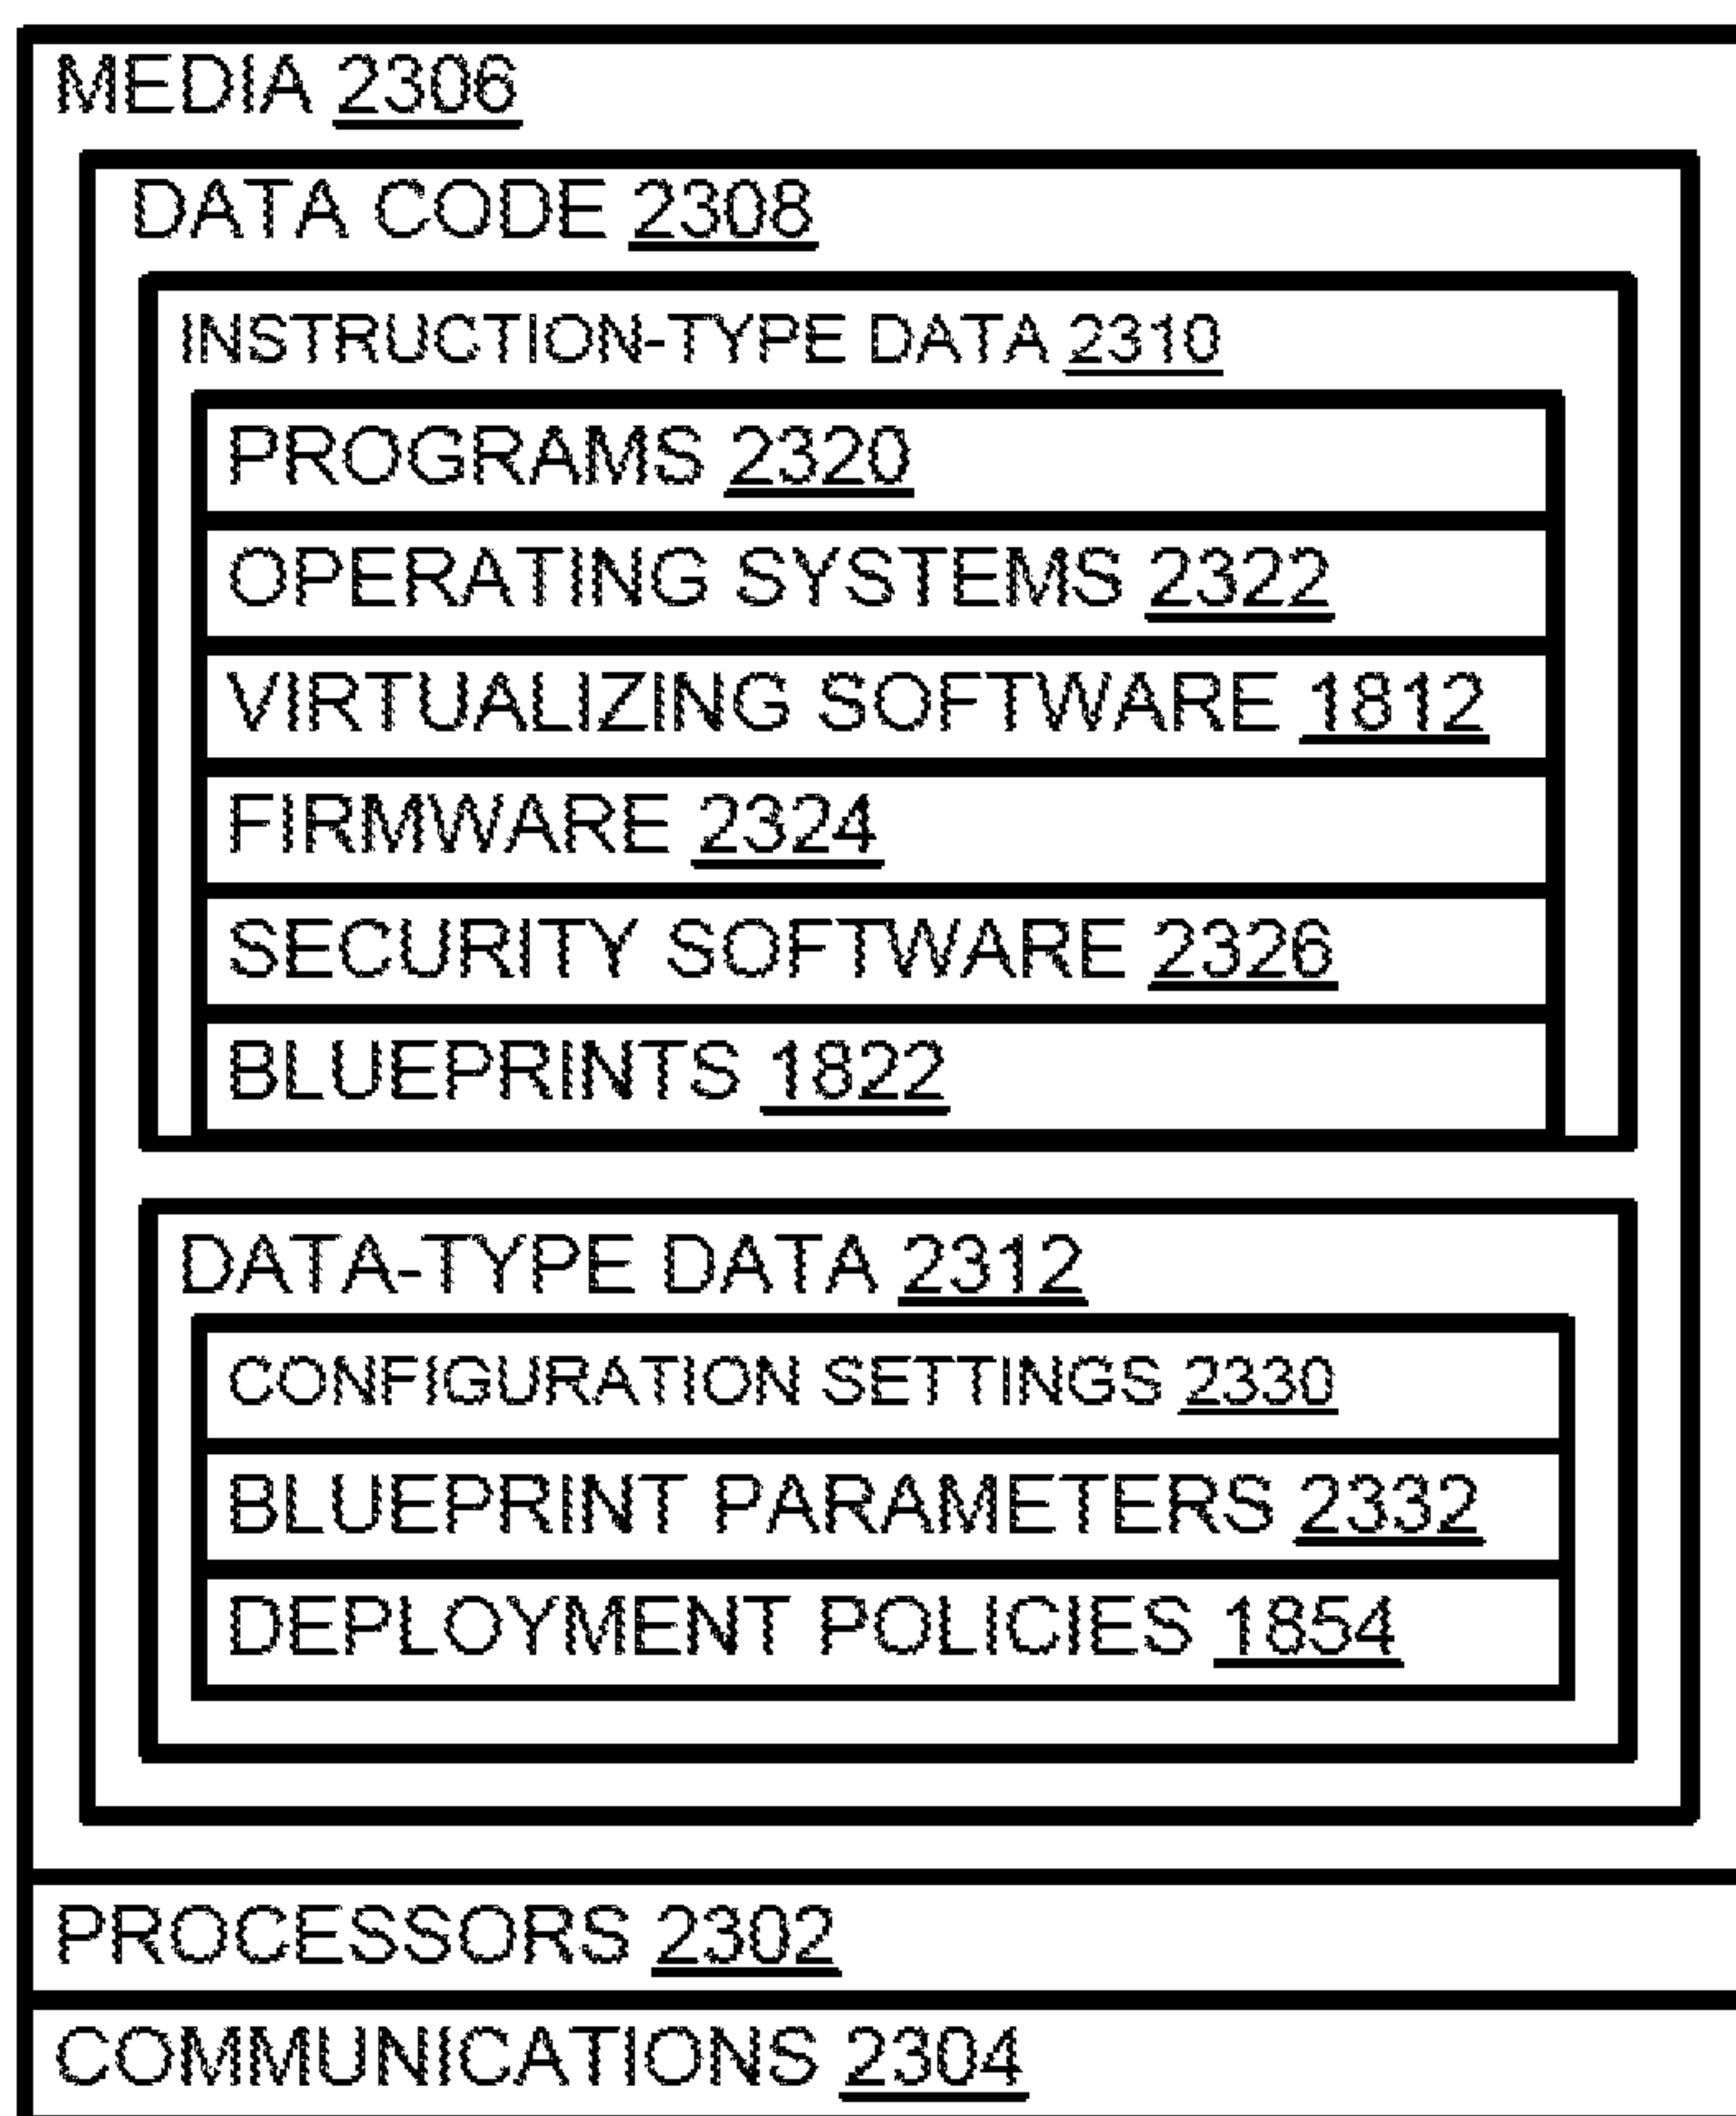 MEDIA 2306
DATA CODE 2308
INSTRUCTION-TYPE DATA 2310
PROGRAMS 2320
OPERATING SYSTEMS 2322
VIRTUALIZING SOFTWARE 1812
FIRMWARE 2324
SECURITY SOFTWARE 2326
BLUEPRINTS 1822
DATA-TYPE DATA 2312
CONFIGURATION SETTINGS 2330
BLUEPRINT PARAMETERS 2332
DEPLOYMENT POLICIES 1854
PROCESSORS 2302
COMMUNICATIONS 2304